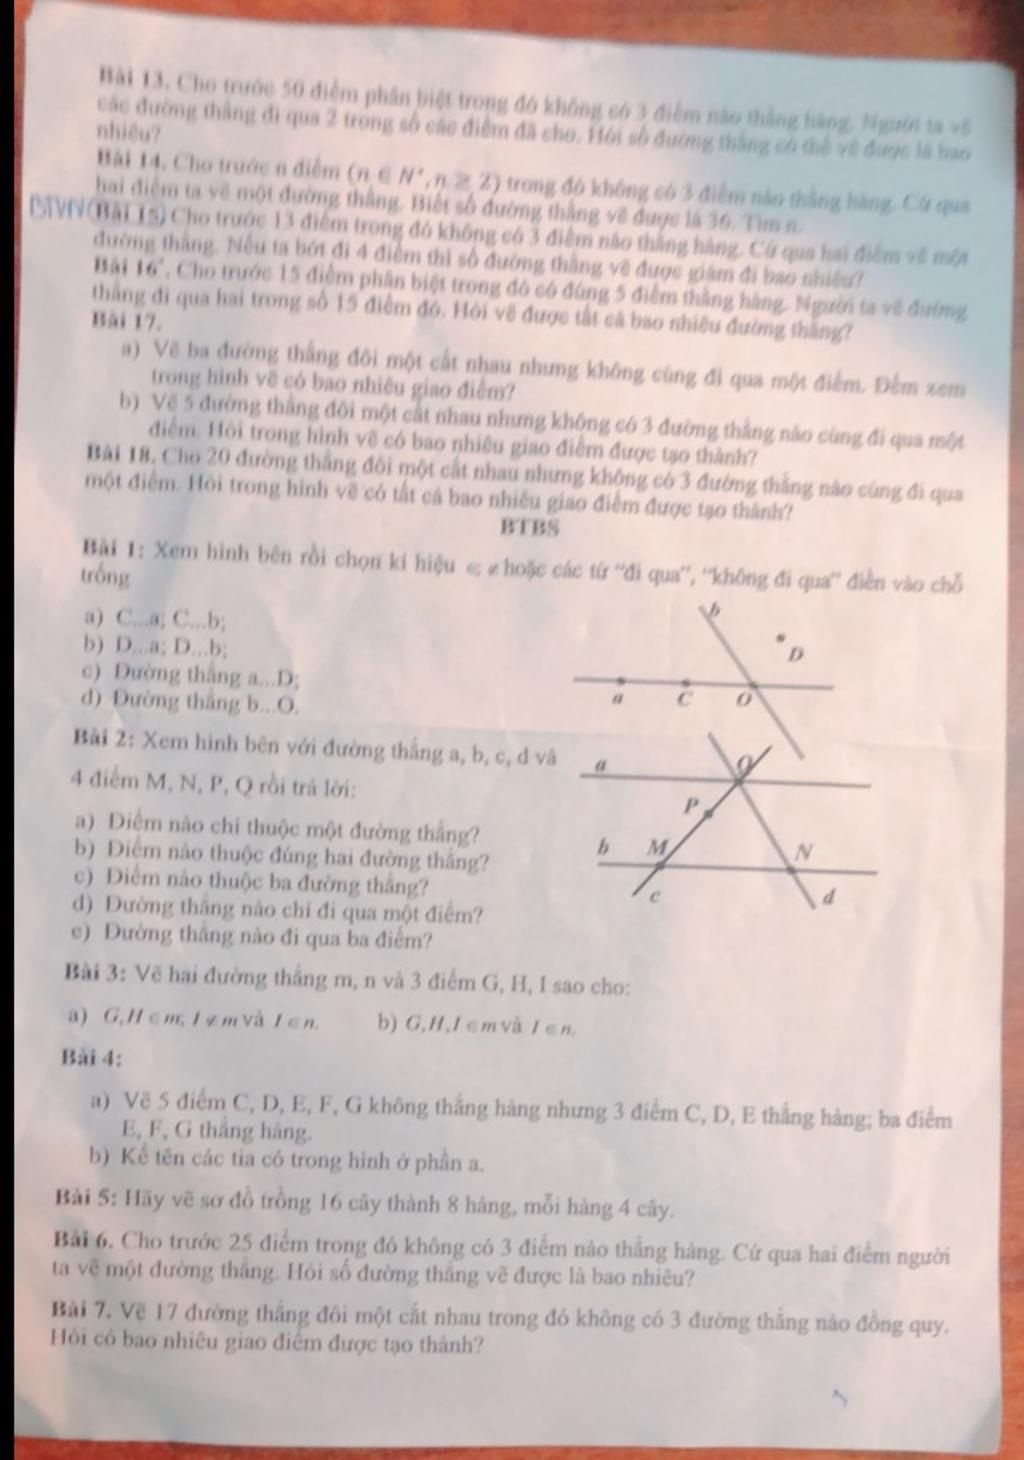 Bài 13. Cho trước 50 điểm phân biệt trong đó không có 3 điểm nào thẳng hàng. Người ta vẽ
các đường thẳng đi qua 2 trong số các điểm đã cho. Hỏi số đường thẳng có thể vẽ được là bao
nhiêu?
Bài 14. Cho trước n điểm (n ∈ N*, n ≥ 2) trong đó không có 3 điểm nào thẳng hàng. Cứ qua
hai điểm ta vẽ một đường thẳng. Biết số đường thẳng vẽ được là 36. Tìm n.
BTVN (Bài 15) Cho trước 13 điểm trong đó không có 3 điểm nào thẳng hàng. Cứ qua hai điểm vẽ một
đường thẳng. Nếu ta bớt đi 4 điểm thì số đường thẳng vẽ được giảm đi bao nhiêu?
Bài 16*. Cho trước 15 điểm phân biệt trong đó có đúng 5 điểm thẳng hàng. Người ta vẽ đường
thẳng đi qua hai trong số 15 điểm đó. Hỏi vẽ được tất cả bao nhiêu đường thẳng?
Bài 17.
a) Vẽ ba đường thẳng đôi một cắt nhau nhưng không cùng đi qua một điểm. Đếm xem
trong hình vẽ có bao nhiêu giao điểm?
b) Vẽ 5 đường thẳng đôi một cắt nhau nhưng không có 3 đường thẳng nào cùng đi qua một
điểm. Hỏi trong hình vẽ có bao nhiêu giao điểm được tạo thành?
Bài 18. Cho 20 đường thẳng đôi một cắt nhau nhưng không có 3 đường thẳng nào cùng đi qua
một điểm. Hỏi trong hình vẽ có tất cả bao nhiêu giao điểm được tạo thành?
BTBS
Bài 1: Xem hình bên rồi chọn kí hiệu ∈; ∉ hoặc các từ "đi qua", "không đi qua" điền vào chỗ
trống
a) C...a; C...b;
b) D...a; D...b;
c) Đường thẳng a...D;
d) Đường thẳng b...O.
b
D
a C O
Bài 2: Xem hình bên với đường thẳng a, b, c, d và
4 điểm M, N, P, Q rồi trả lời:
a) Điểm nào chỉ thuộc một đường thẳng?
b) Điểm nào thuộc đúng hai đường thẳng?
c) Điểm nào thuộc ba đường thẳng?
d) Đường thẳng nào chỉ đi qua một điểm?
e) Đường thẳng nào đi qua ba điểm?
a Q
P
b M N
c d
Bài 3: Vẽ hai đường thẳng m, n và 3 điểm G, H, I sao cho:
a) G,H ∈ m; I ∉ m và I ∈ n. b) G,H,I ∈ m và I ∈ n.
Bài 4:
a) Vẽ 5 điểm C, D, E, F, G không thẳng hàng nhưng 3 điểm C, D, E thẳng hàng; ba điểm
E, F, G thẳng hàng.
b) Kể tên các tia có trong hình ở phần a.
Bài 5: Hãy vẽ sơ đồ trồng 16 cây thành 8 hàng, mỗi hàng 4 cây.
Bài 6. Cho trước 25 điểm trong đó không có 3 điểm nào thẳng hàng. Cứ qua hai điểm người
ta vẽ một đường thẳng. Hỏi số đường thẳng vẽ được là bao nhiêu?
Bài 7. Vẽ 17 đường thẳng đôi một cắt nhau trong đó không có 3 đường thẳng nào đồng quy.
Hỏi có bao nhiêu giao điểm được tạo thành?